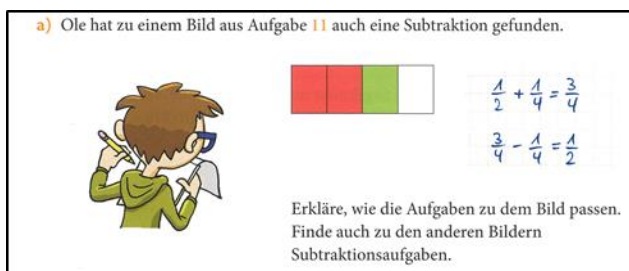 a) Ole hat zu einem Bild aus Aufgabe 11 auch eine Subtraktion gefunden.
1/2 + 1/4 = 3/4
3/4 - 1/4 = 1/2
Erkläre, wie die Aufgaben zu dem Bild passen.
Finde auch zu den anderen Bildern
Subtraktionsaufgaben.